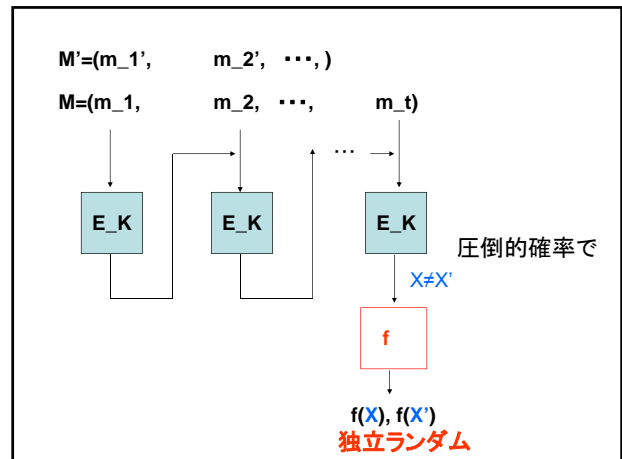 M’=(m_1’, m_2’, ・・・, )
M=(m_1, m_2, ・・・, m_t)
...
E_K E_K E_K
圧倒的確率で
X≠X’
f
f(X), f(X’)
独立ランダム